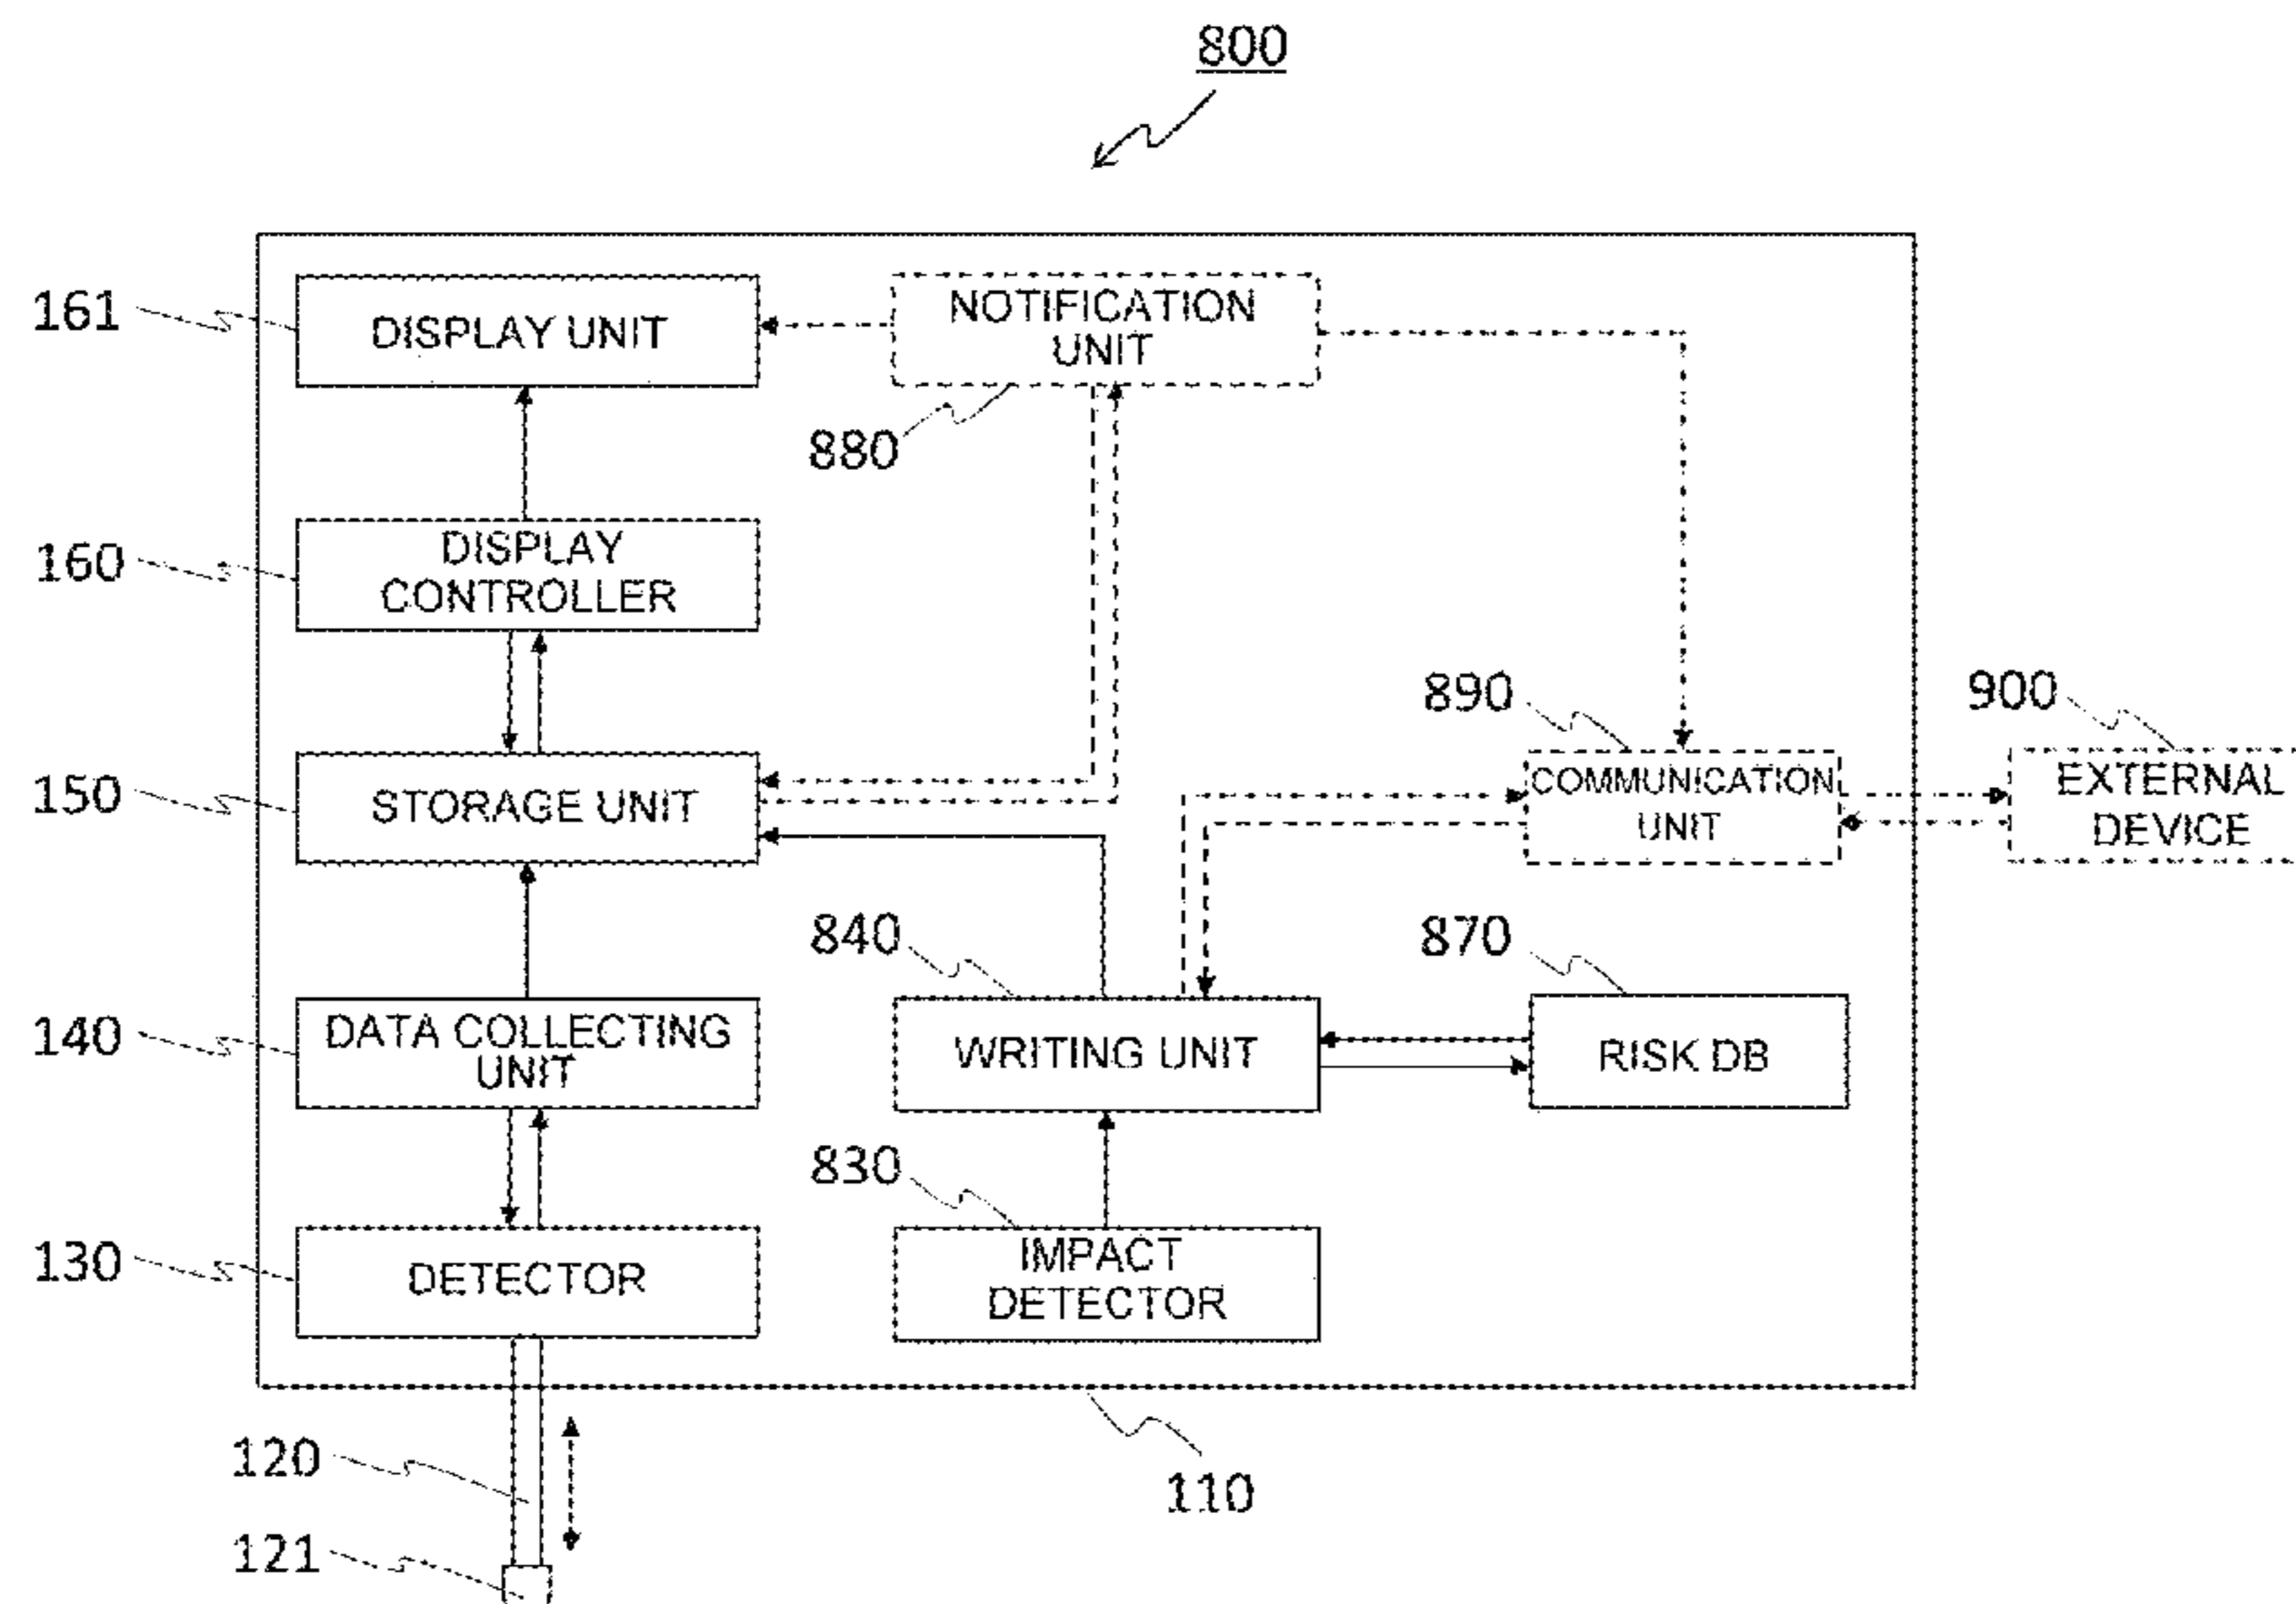 800
161
DISPLAY UNIT
NOTIFICATION
UNIT
880
160
DISPLAY
CONTROLLER
890
900
150
STORAGE UNIT
COMMUNICATION
UNIT
EXTERNAL
DEVICE
840
870
140
DATA COLLECTING
UNIT
WRITING UNIT
RISK DB
830
130
DETECTOR
IMPACT
DETECTOR
120
110
121